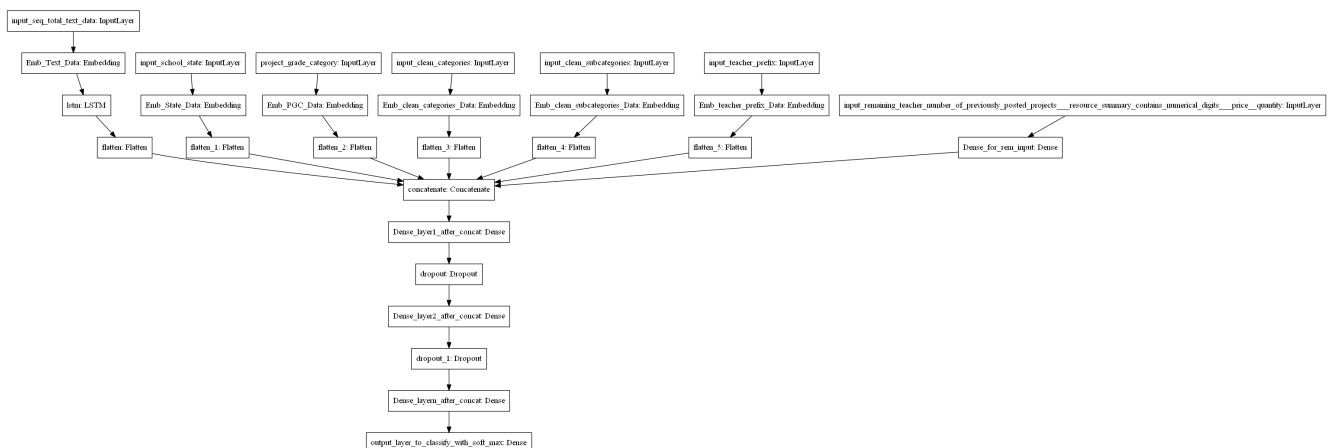 input_seq_total_text_data: InputLayer
Emb_Text_Data: Embedding
input_school_state: InputLayer
project_grade_category: InputLayer
input_clean_categories: InputLayer
input_clean_subcategories: InputLayer
input_teacher_prefix: InputLayer
lstm: LSTM
Emb_State_Data: Embedding
Emb_PGC_Data: Embedding
Emb_clean_categories_Data: Embedding
Emb_clean_subcategories_Data: Embedding
Emb_teacher_prefix_Data: Embedding
input_remaining_teacher_number_of_previously_posted_projects___resource_summary_contains_numerical_digits___price__quantity: InputLayer
flatten: Flatten
flatten_1: Flatten
flatten_2: Flatten
flatten_3: Flatten
flatten_4: Flatten
flatten_5: Flatten
Dense_for_rem_input: Dense
concatenate: Concatenate
Dense_layer1_after_concat: Dense
dropout: Dropout
Dense_layer2_after_concat: Dense
dropout_1: Dropout
Dense_layern_after_concat: Dense
output_layer_to_classify_with_soft_max: Dense